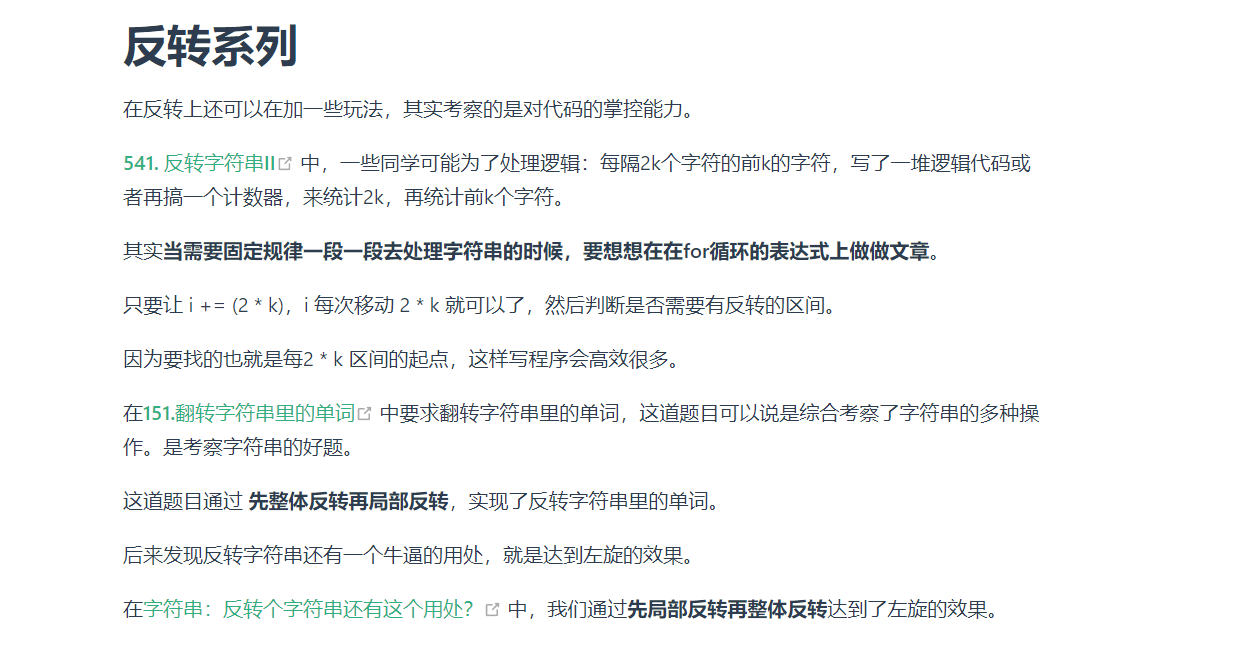 反转系列
在反转上还可以在加一些玩法，其实考察的是对代码的掌控能力。
541. 反转字符串II 中，一些同学可能为了处理逻辑：每隔2k个字符的前k的字符，写了一堆逻辑代码或
者再搞一个计数器，来统计2k，再统计前k个字符。
其实当需要固定规律一段一段去处理字符串的时候，要想想在在for循环的表达式上做做文章。
只要让 i += (2 * k)，i 每次移动 2 * k 就可以了，然后判断是否需要有反转的区间。
因为要找的也就是每2 * k 区间的起点，这样写程序会高效很多。
在151.翻转字符串里的单词 中要求翻转字符串里的单词，这道题目可以说是综合考察了字符串的多种操
作。是考察字符串的好题。
这道题目通过 先整体反转再局部反转，实现了反转字符串里的单词。
后来发现反转字符串还有一个牛逼的用处，就是达到左旋的效果。
在字符串：反转个字符串还有这个用处？ 中，我们通过先局部反转再整体反转达到了左旋的效果。